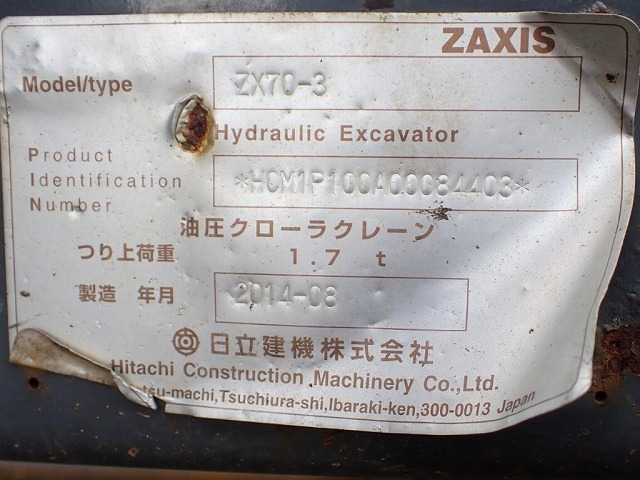 ZAXIS
Model/type ZX70-3
Hydraulic Excavator
Product
Identification
Number *HCM1P100A00084403*
油圧クローラクレーン
つり上荷重 1.7 t
製造 年月 2014-08
日立建機株式会社
Hitachi Construction Machinery Co.,Ltd.
tsu-machi,Tsuchiura-shi,Ibaraki-ken,300-0013 Japan